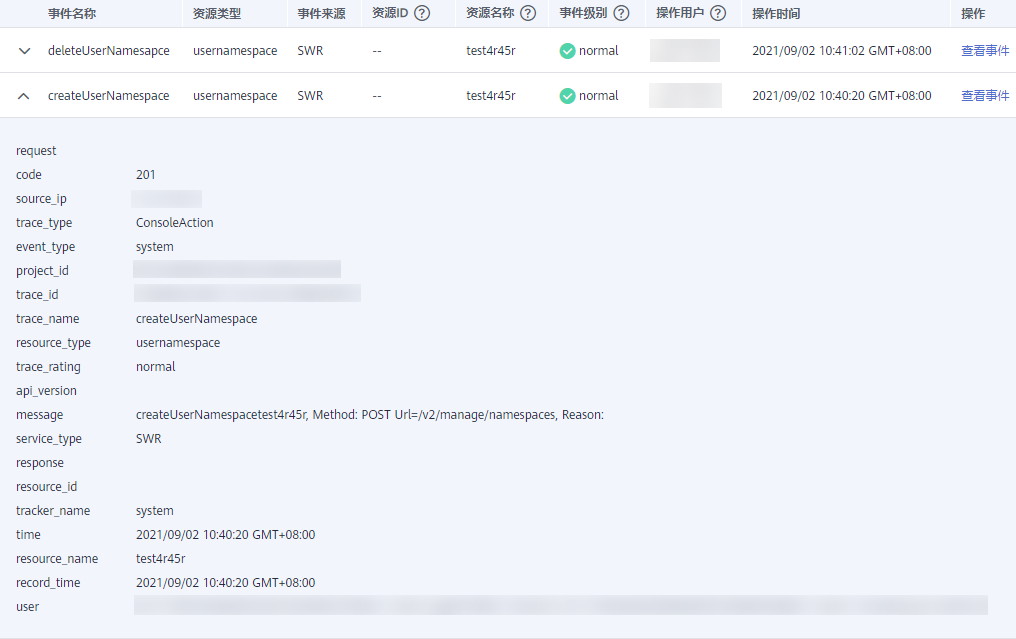 事件名称 资源类型 事件来源 资源ID ? 资源名称 ? 事件级别 ? 操作用户 ? 操作时间 操作
deleteUserNamesapce usernamespace SWR -- test4r45r normal 2021/09/02 10:41:02 GMT+08:00 查看事件
createUserNamespace usernamespace SWR -- test4r45r normal 2021/09/02 10:40:20 GMT+08:00 查看事件
request
code 201
source_ip
trace_type ConsoleAction
event_type system
project_id
trace_id
trace_name createUserNamespace
resource_type usernamespace
trace_rating normal
api_version
message createUserNamespacetest4r45r, Method: POST Url=/v2/manage/namespaces, Reason:
service_type SWR
response
resource_id
tracker_name system
time 2021/09/02 10:40:20 GMT+08:00
resource_name test4r45r
record_time 2021/09/02 10:40:20 GMT+08:00
user